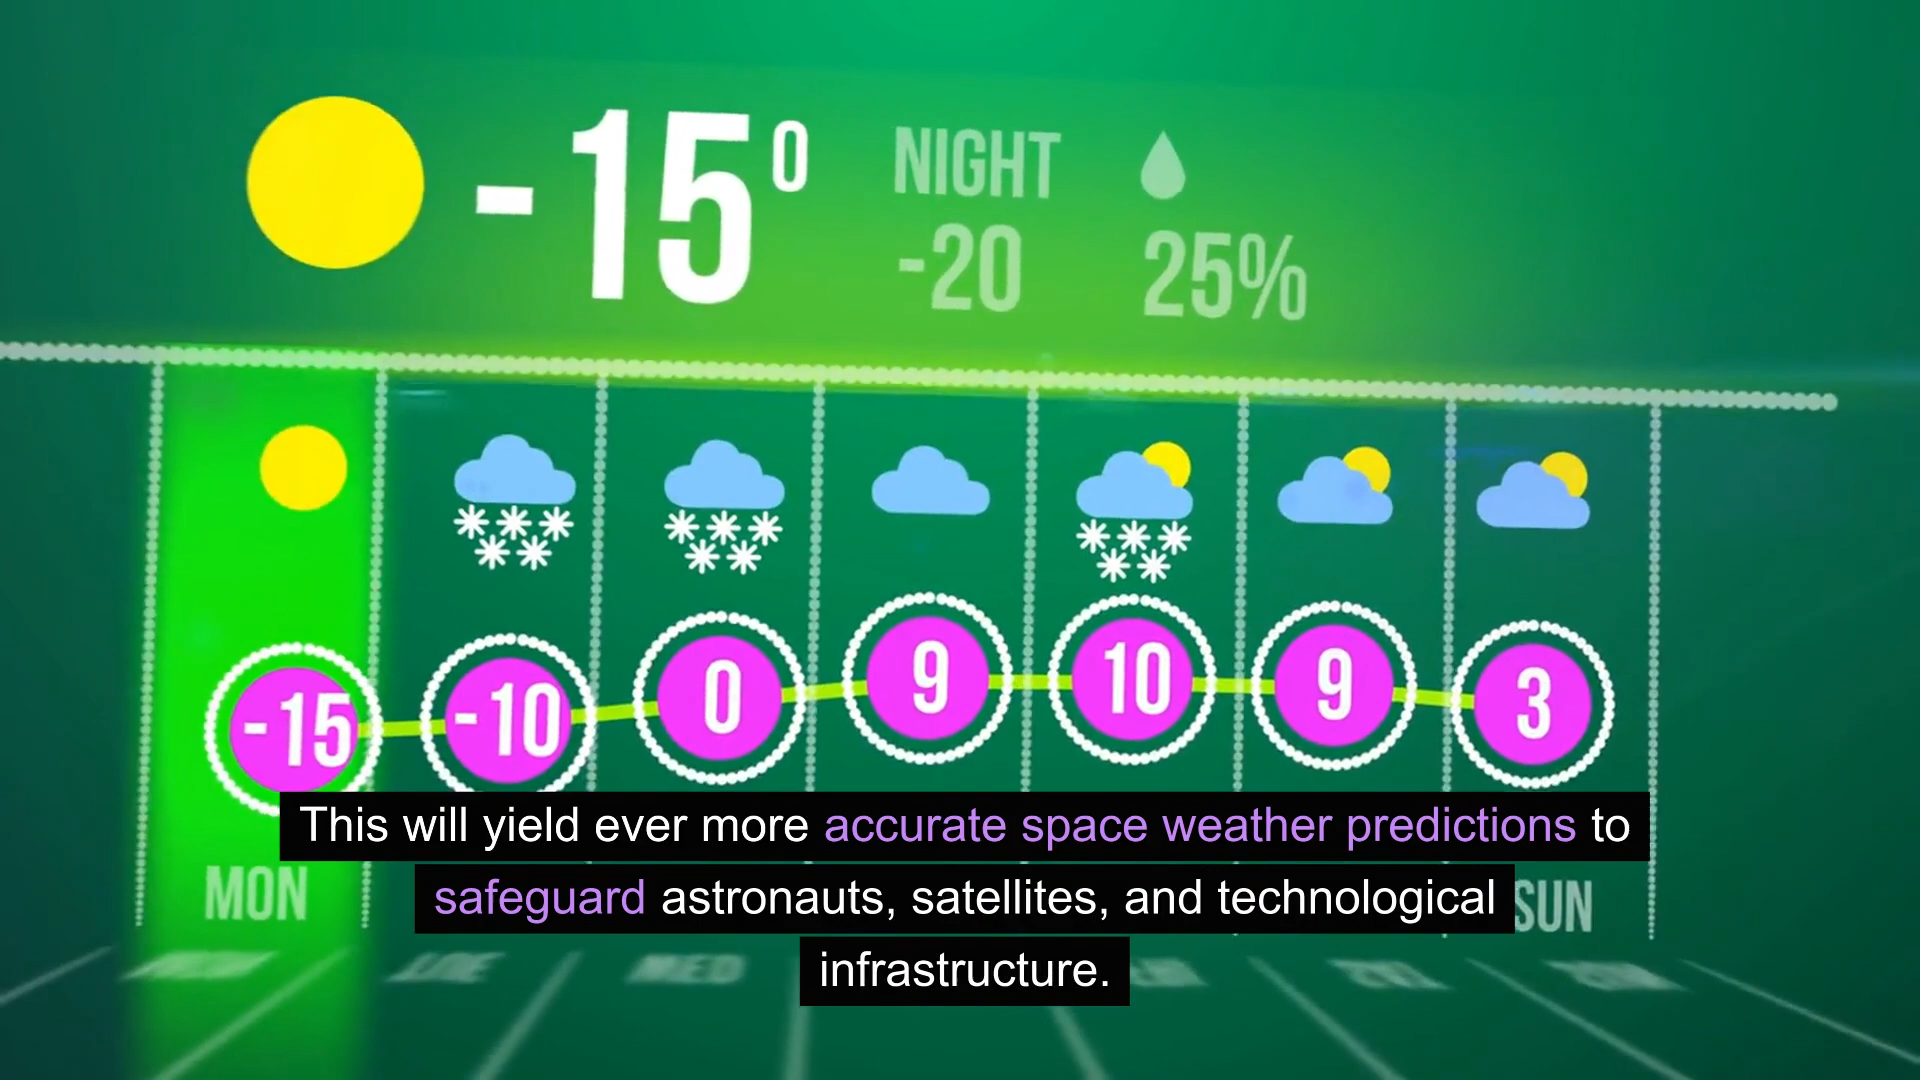 -15°
NIGHT
-20
25%
-15 -10 0 9 10 9 3
This will yield ever more accurate space weather predictions to
safeguard astronauts, satellites, and technological
infrastructure.
MON SUN